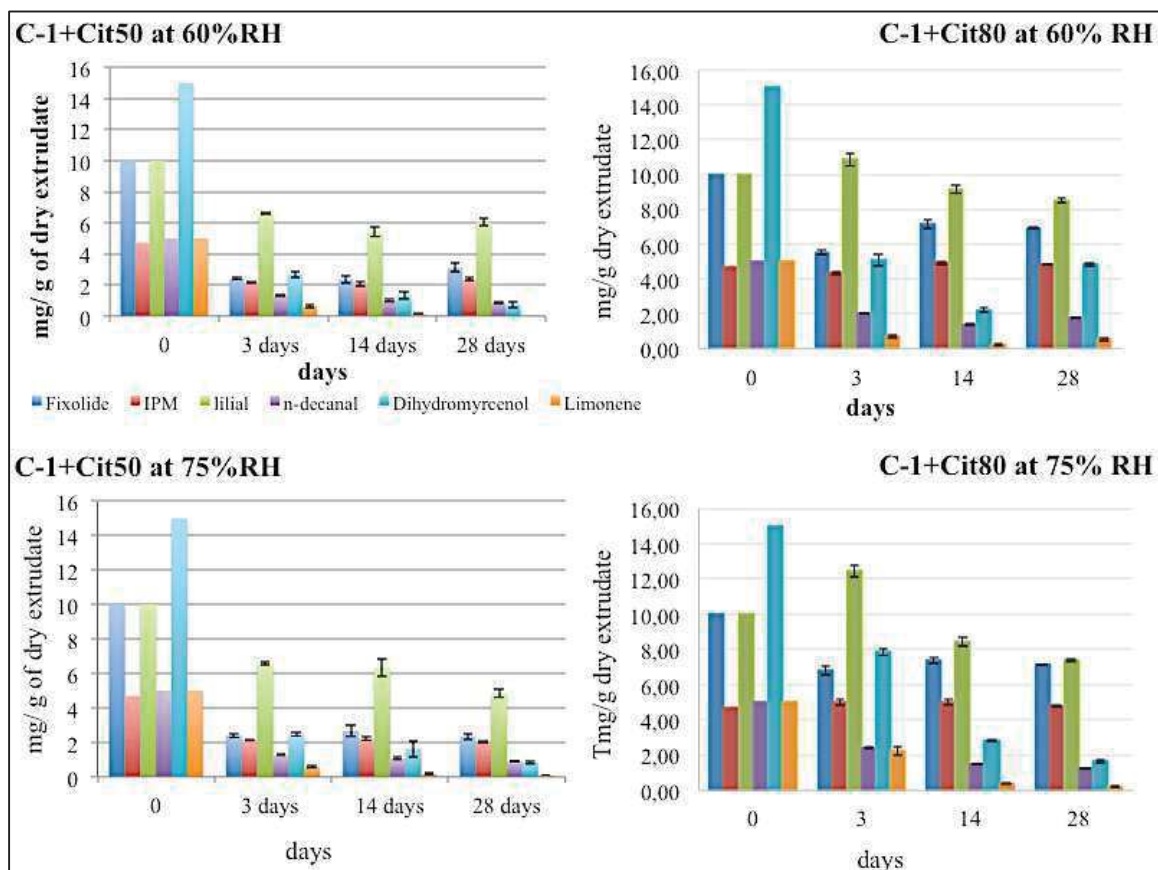 C-1+Cit50 at 60%RH
mg/ g of dry extrudate
16
14
12
10
8
6
4
2
0
0 3 days 14 days 28 days
days
C-1+Cit80 at 60% RH
mg/g dry extrudate
16,00
14,00
12,00
10,00
8,00
6,00
4,00
2,00
0,00
0 3 14 28
days
Fixolide IPM lilial n-decanal Dihydromyrcenol Limonene
C-1+Cit50 at 75%RH
mg/ g of dry extrudate
16
14
12
10
8
6
4
2
0
0 3 days 14 days 28 days
days
C-1+Cit80 at 75% RH
Tmg/g dry extrudate
16,00
14,00
12,00
10,00
8,00
6,00
4,00
2,00
0,00
0 3 14 28
days